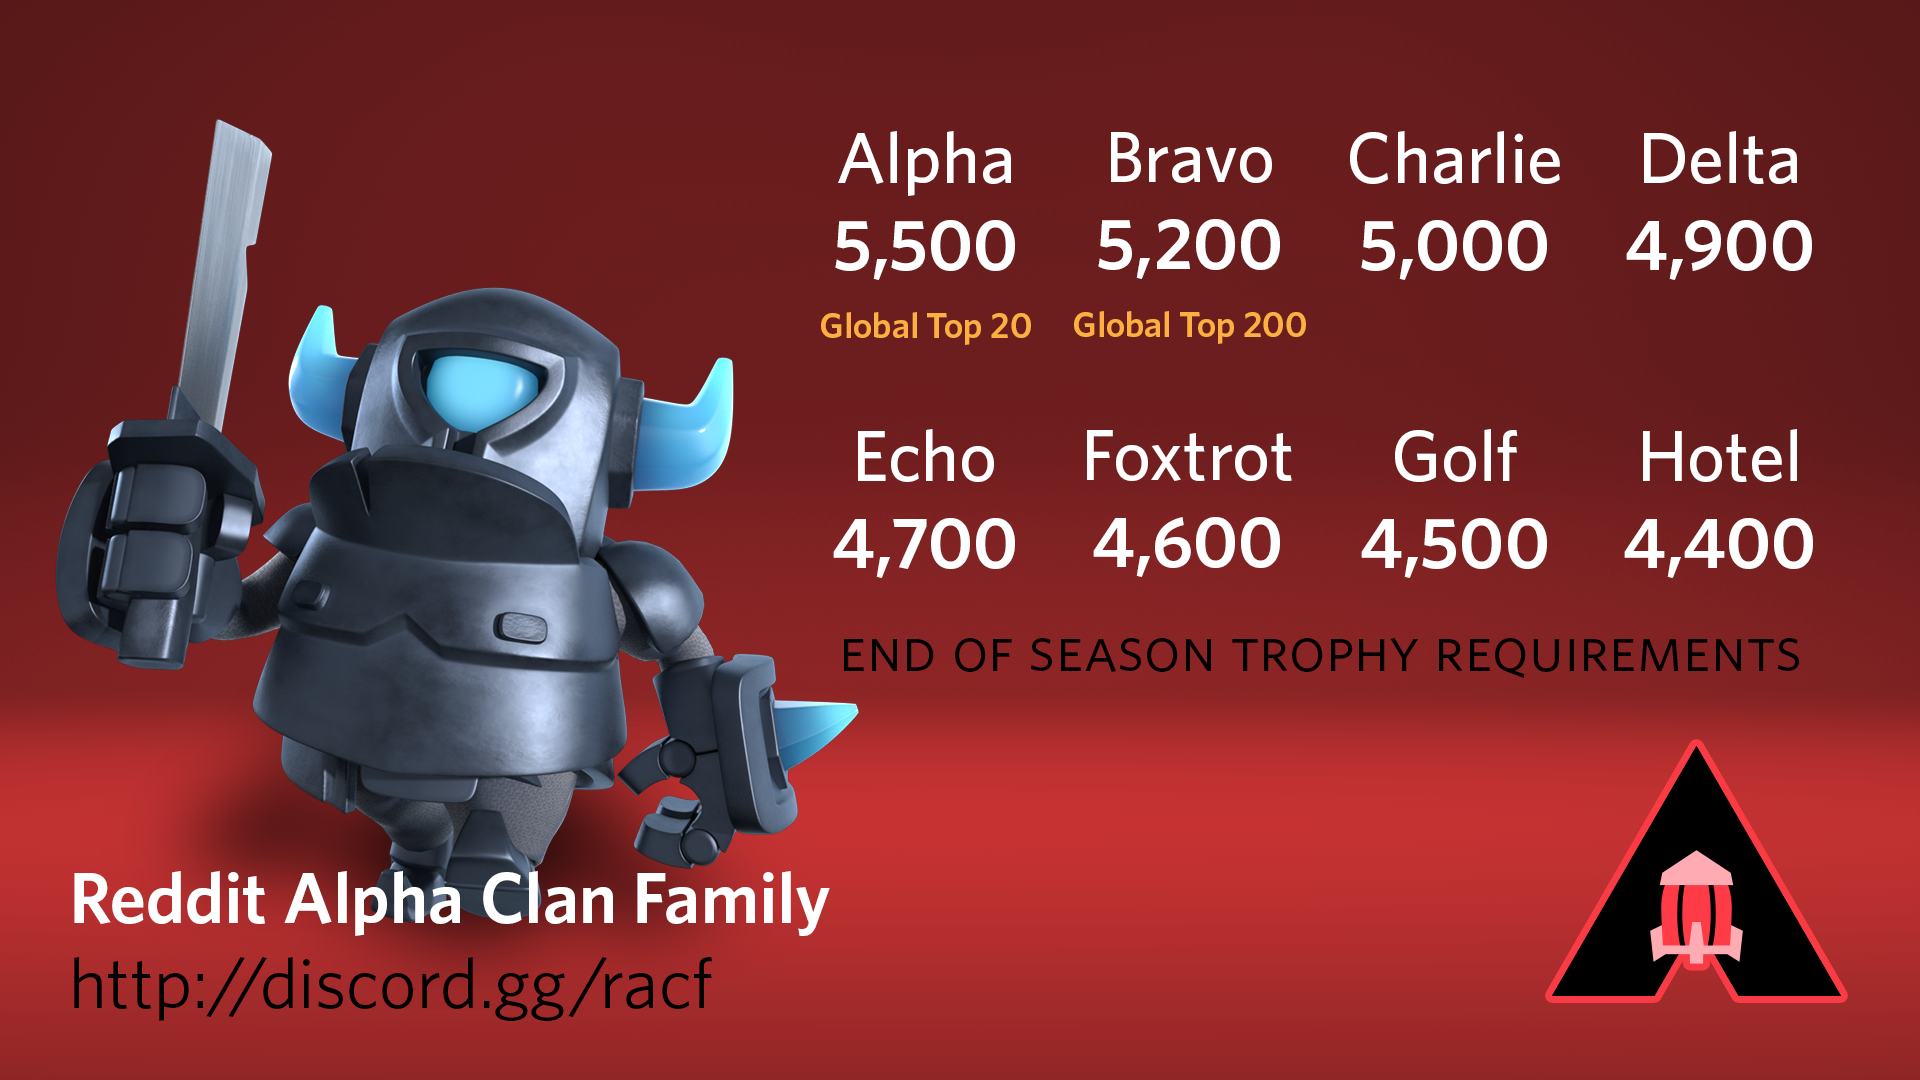 Alpha Bravo Charlie Delta
5,500 5,200 5,000 4,900
Global Top 20 Global Top 200
Echo Foxtrot Golf Hotel
4,700 4,600 4,500 4,400
END OF SEASON TROPHY REQUIREMENTS
Reddit Alpha Clan Family
http://discord.gg/racf